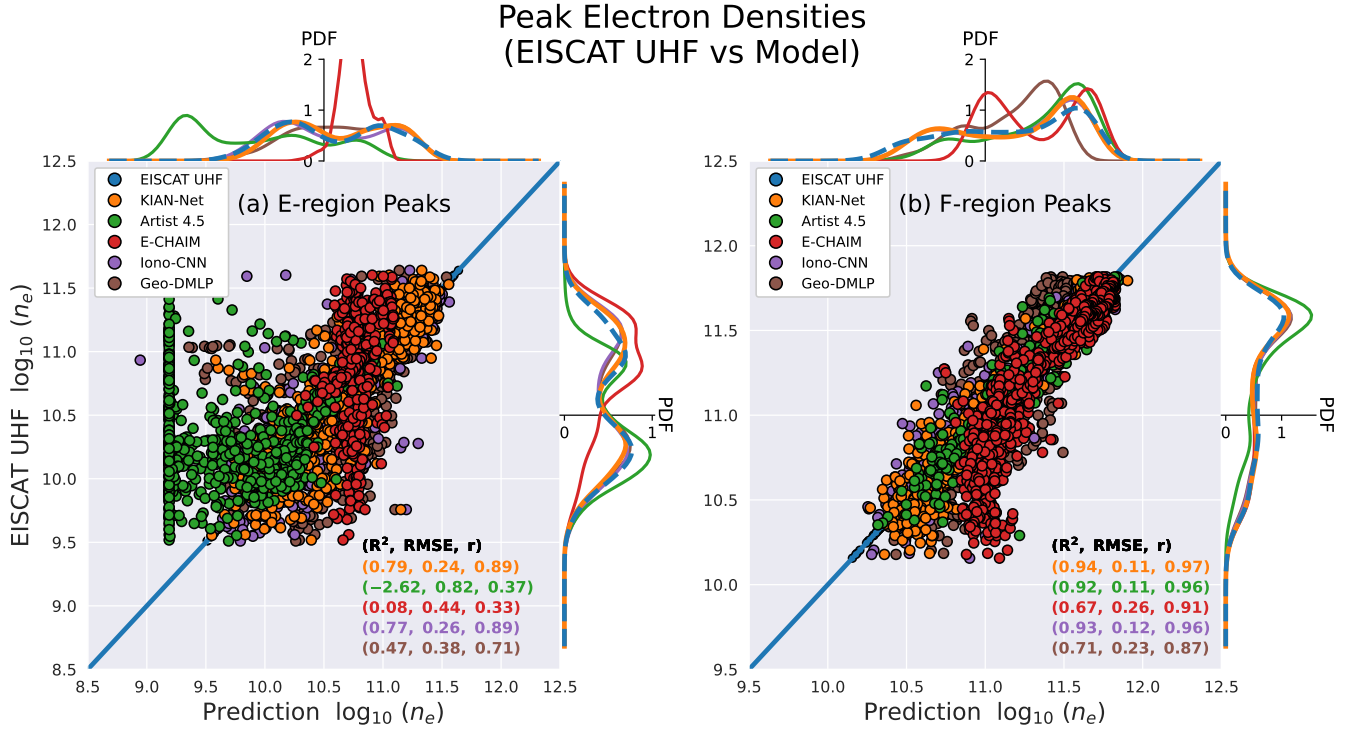 Peak Electron Densities
(EISCAT UHF vs Model)
PDF
2
1
0
12.5
12.0
11.5
11.0
10.5
10.0
9.5
9.0
8.5
EISCAT UHF log₁₀ (nₑ)
EISCAT UHF
KIAN-Net
Artist 4.5
E-CHAIM
Iono-CNN
Geo-DMLP
(a) E-region Peaks
(R², RMSE, r)
(0.79, 0.24, 0.89)
(−2.62, 0.82, 0.37)
(0.08, 0.44, 0.33)
(0.77, 0.26, 0.89)
(0.47, 0.38, 0.71)
8.5 9.0 9.5 10.0 10.5 11.0 11.5 12.0 12.5
Prediction log₁₀ (nₑ)
0 1
PDF
PDF
2
1
0
12.5
12.0
11.5
11.0
10.5
10.0
9.5
EISCAT UHF
KIAN-Net
Artist 4.5
E-CHAIM
Iono-CNN
Geo-DMLP
(b) F-region Peaks
(R², RMSE, r)
(0.94, 0.11, 0.97)
(0.92, 0.11, 0.96)
(0.67, 0.26, 0.91)
(0.93, 0.12, 0.96)
(0.71, 0.23, 0.87)
9.5 10.0 10.5 11.0 11.5 12.0 12.5
Prediction log₁₀ (nₑ)
0 1
PDF